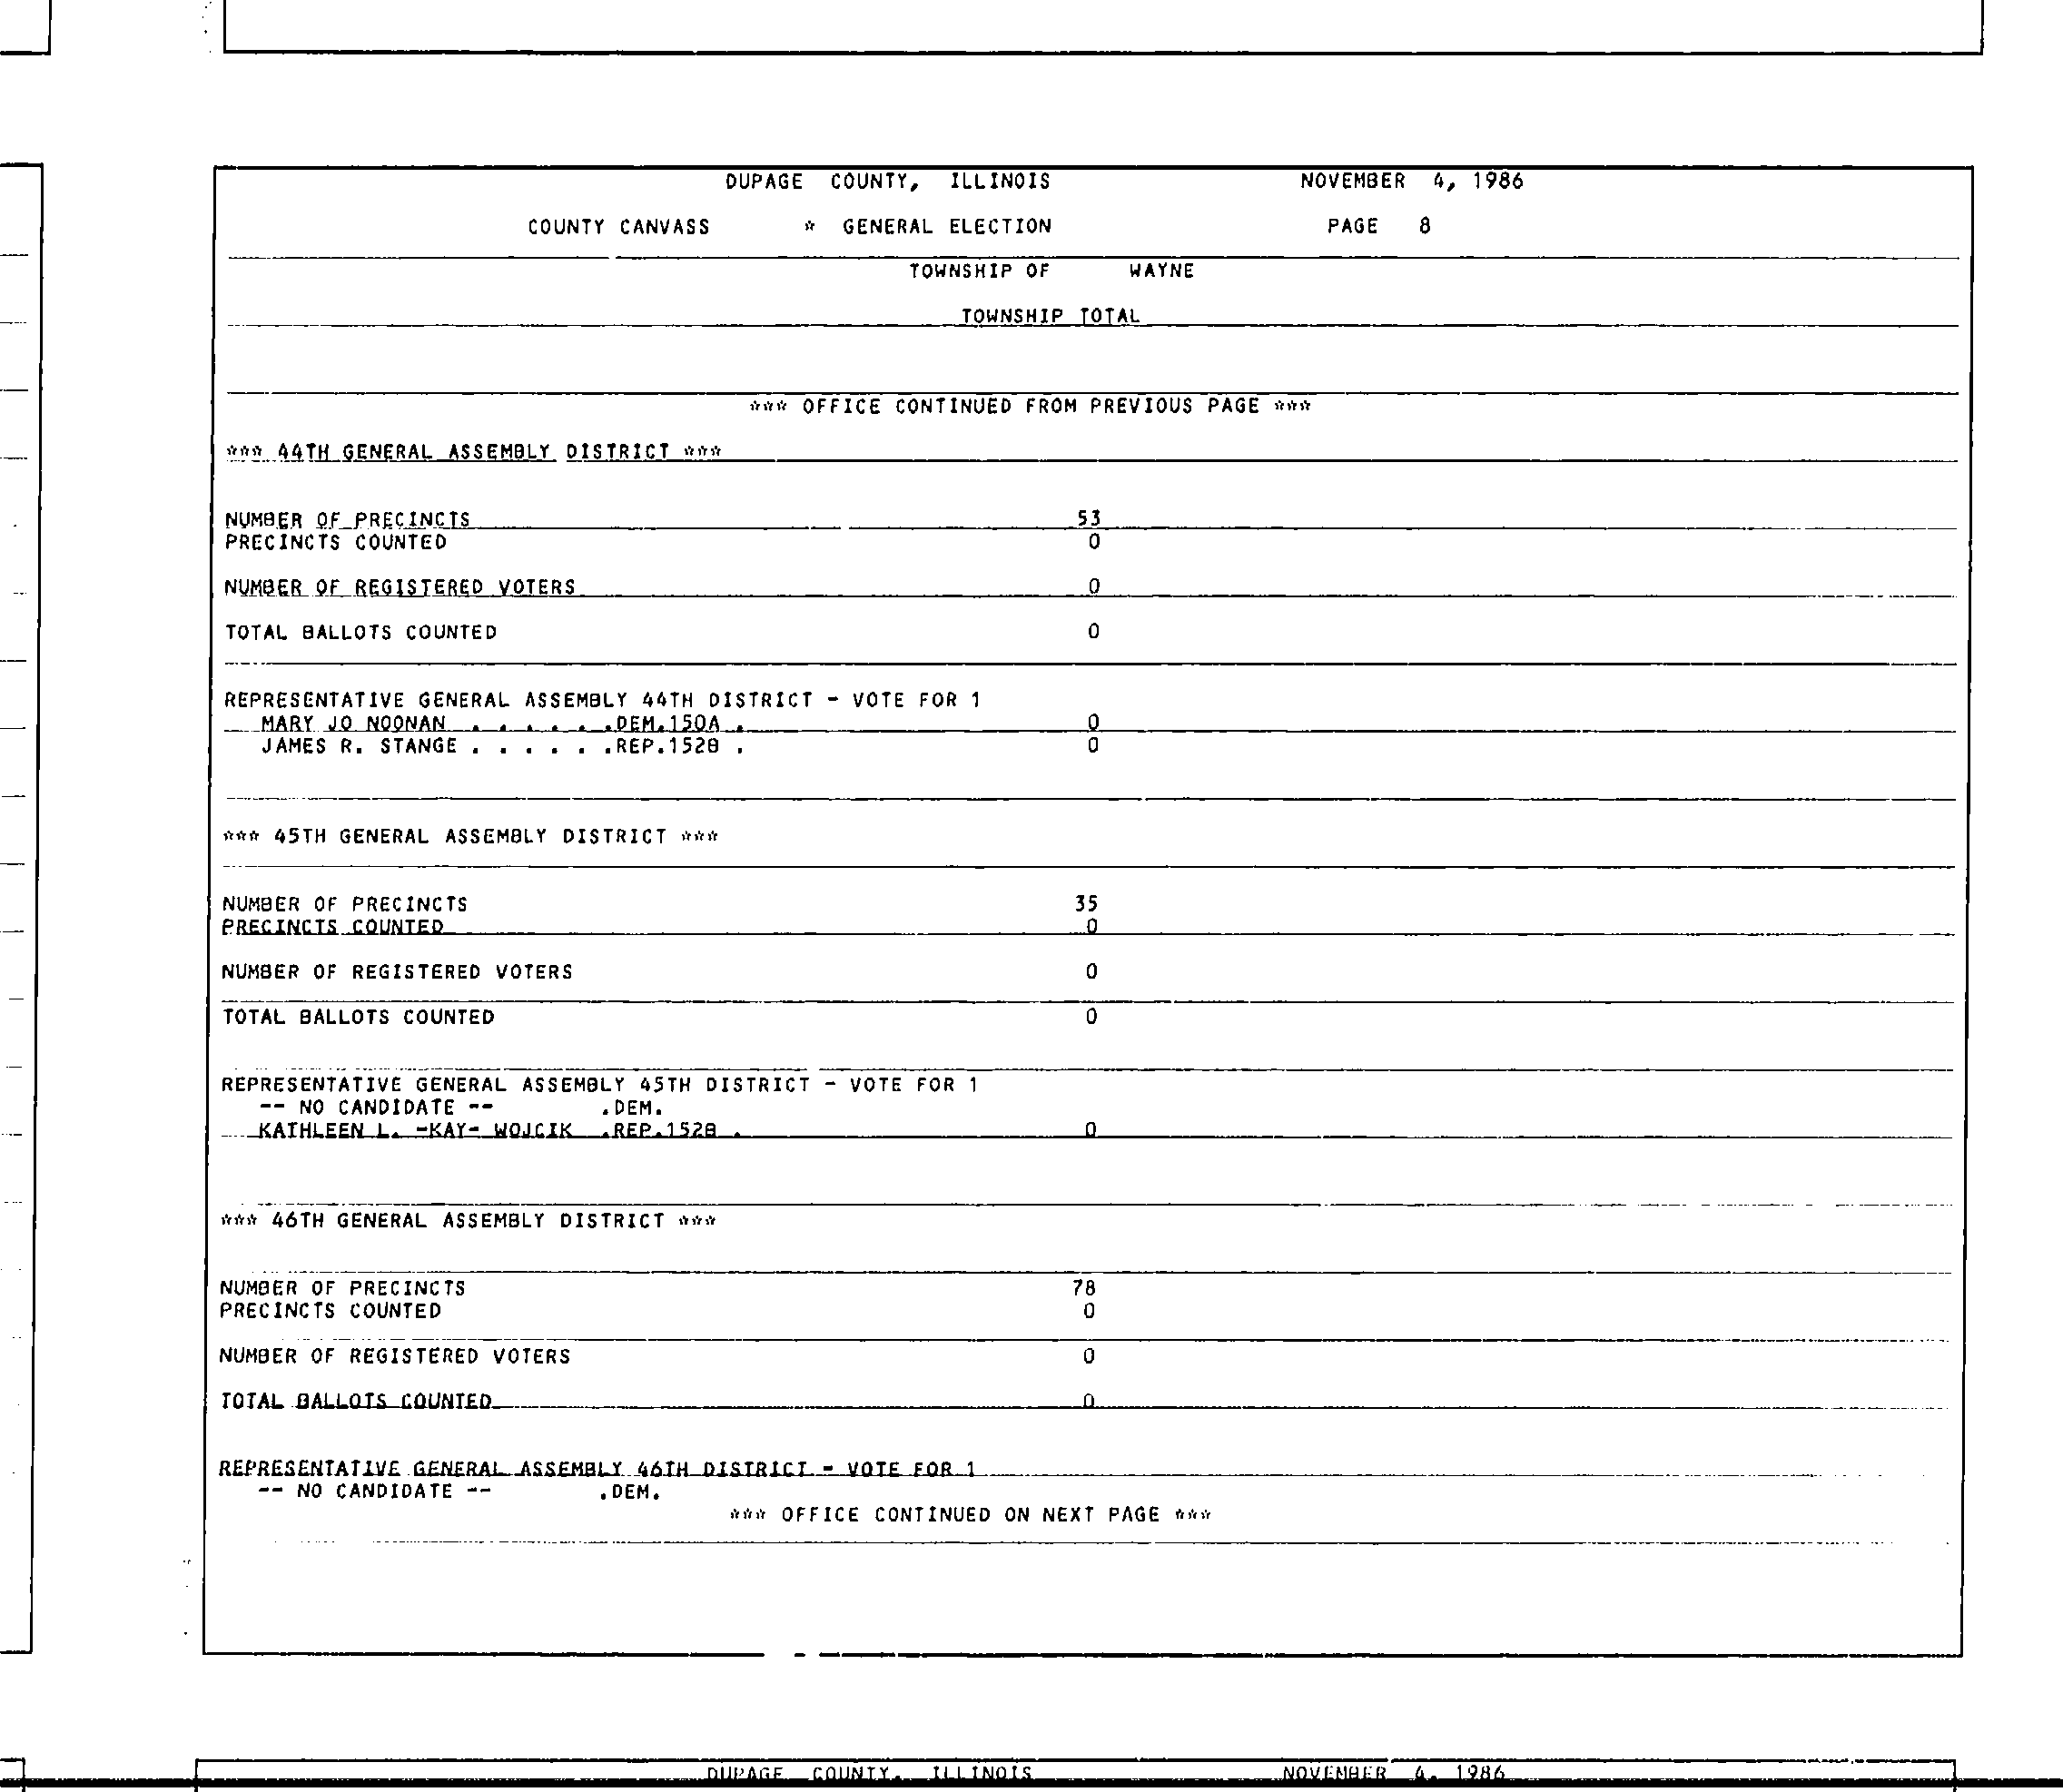 DUPAGE COUNTY, ILLINOIS NOVEMBER 4, 1986
COUNTY CANVASS * GENERAL ELECTION PAGE 8
TOWNSHIP OF WAYNE
TOWNSHIP TOTAL
*** OFFICE CONTINUED FROM PREVIOUS PAGE ***
*** 44TH GENERAL ASSEMBLY DISTRICT ***
NUMBER OF PRECINCTS 53
PRECINCTS COUNTED 0
NUMBER OF REGISTERED VOTERS 0
TOTAL BALLOTS COUNTED 0
REPRESENTATIVE GENERAL ASSEMBLY 44TH DISTRICT - VOTE FOR 1
MARY JO NOONAN . . . . . . .DEM.150A . 0
JAMES R. STANGE . . . . . .REP.152B . 0
*** 45TH GENERAL ASSEMBLY DISTRICT ***
NUMBER OF PRECINCTS 35
PRECINCTS COUNTED 0
NUMBER OF REGISTERED VOTERS 0
TOTAL BALLOTS COUNTED 0
REPRESENTATIVE GENERAL ASSEMBLY 45TH DISTRICT - VOTE FOR 1
-- NO CANDIDATE -- .DEM.
KATHLEEN L. -KAY- WOJCIK .REP.152B . 0
*** 46TH GENERAL ASSEMBLY DISTRICT ***
NUMBER OF PRECINCTS 78
PRECINCTS COUNTED 0
NUMBER OF REGISTERED VOTERS 0
TOTAL BALLOTS COUNTED 0
REPRESENTATIVE GENERAL ASSEMBLY 46TH DISTRICT - VOTE FOR 1
-- NO CANDIDATE -- .DEM.
*** OFFICE CONTINUED ON NEXT PAGE ***
DUPAGE COUNTY, ILLINOIS NOVEMBER 4, 1986